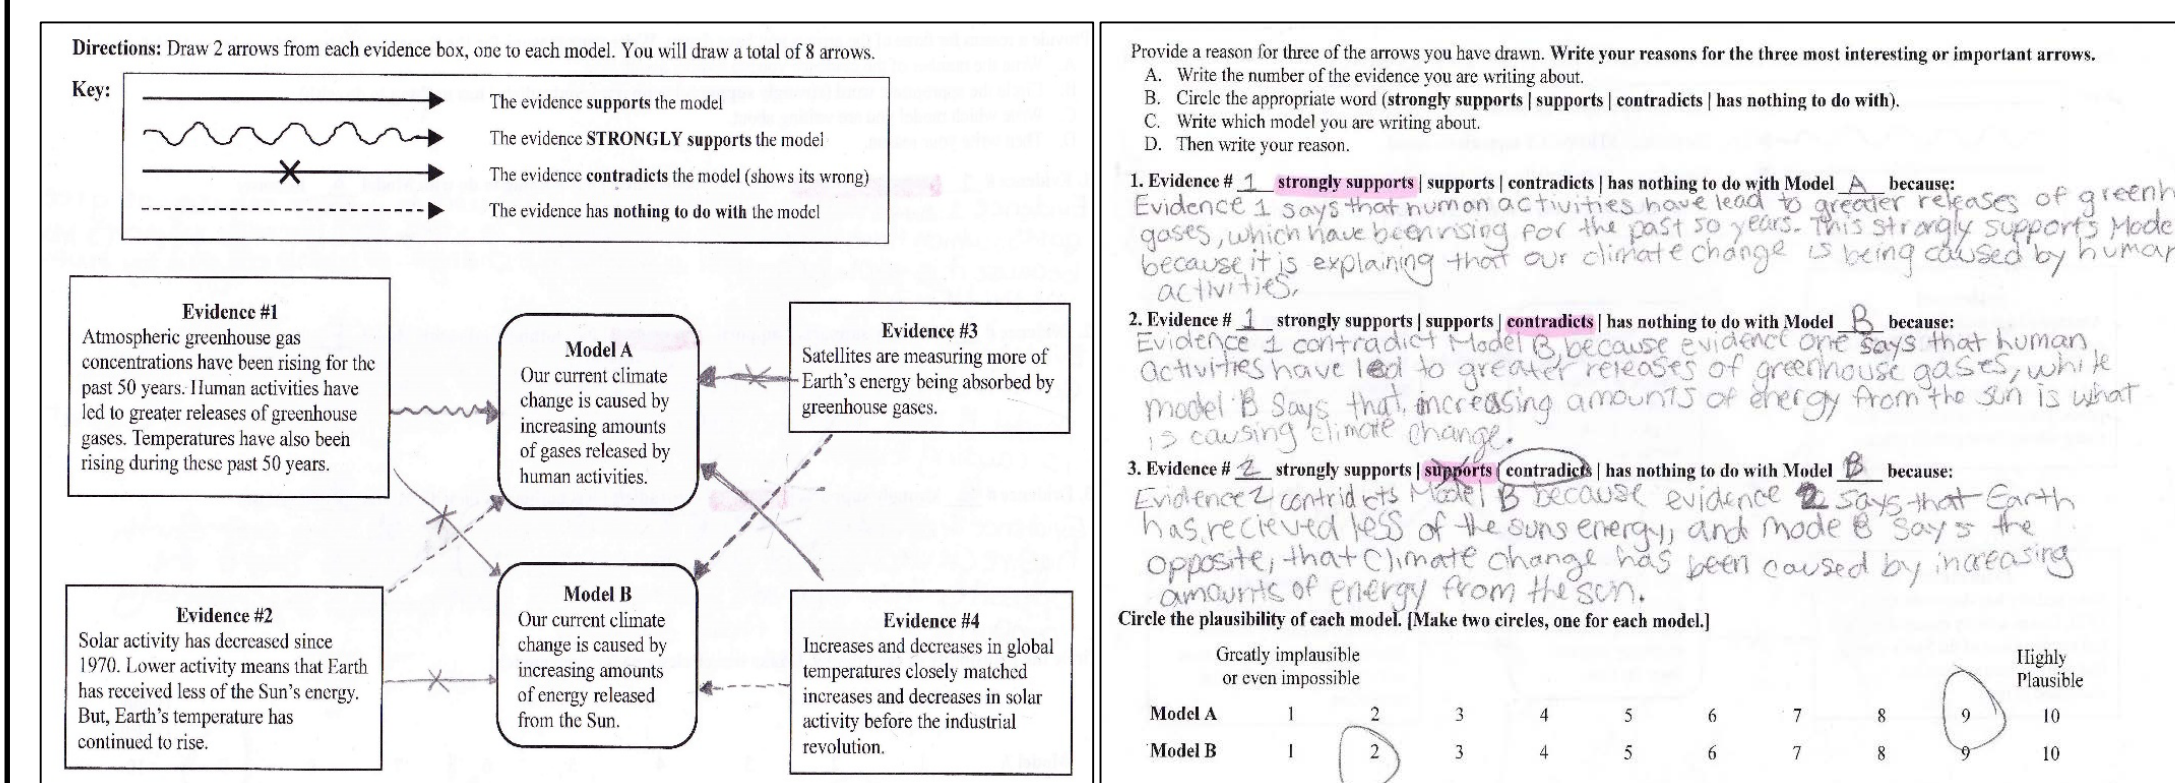 Directions: Draw 2 arrows from each evidence box, one to each model. You will draw a total of 8 arrows.
Key:
The evidence supports the model
The evidence STRONGLY supports the model
The evidence contradicts the model (shows its wrong)
The evidence has nothing to do with the model
Evidence #1
Atmospheric greenhouse gas
concentrations have been rising for the
past 50 years. Human activities have
led to greater releases of greenhouse
gases. Temperatures have also been
rising during these past 50 years.
Model A
Our current climate
change is caused by
increasing amounts
of gases released by
human activities.
Evidence #3
Satellites are measuring more of
Earth's energy being absorbed by
greenhouse gases.
Evidence #2
Solar activity has decreased since
1970. Lower activity means that Earth
has received less of the Sun's energy.
But, Earth's temperature has
continued to rise.
Model B
Our current climate
change is caused by
increasing amounts
of energy released
from the Sun.
Evidence #4
Increases and decreases in global
temperatures closely matched
increases and decreases in solar
activity before the industrial
revolution.
Provide a reason for three of the arrows you have drawn. Write your reasons for the three most interesting or important arrows.
A. Write the number of the evidence you are writing about.
B. Circle the appropriate word (strongly supports | supports | contradicts | has nothing to do with).
C. Write which model you are writing about.
D. Then write your reason.
1. Evidence # 1 strongly supports | supports | contradicts | has nothing to do with Model A because:
Evidence 1 says that human activities have lead to greater releases of greenh
gases, which have been rising for the past 50 years. This strongly supports Mode
because it is explaining that our climate change is being caused by human
activities.
2. Evidence # 1 strongly supports | supports | contradicts | has nothing to do with Model B because:
Evidence 1 contradict Model B, because evidence one says that human
activities have led to greater releases of greenhouse gases, while
model B says that increasing amounts of energy from the sun is what
is causing climate change.
3. Evidence # 2 strongly supports | supports | contradicts | has nothing to do with Model B because:
Evidence 2 contridicts Model B because evidence 2 says that Earth
has recieved less of the suns energy, and mode B says the
opposite, that Climate change has been caused by increasing
amounts of energy from the sun.
Circle the plausibility of each model. [Make two circles, one for each model.]
Greatly implausible
or even impossible
Highly
Plausible
Model A 1 2 3 4 5 6 7 8 9 10
Model B 1 2 3 4 5 6 7 8 9 10